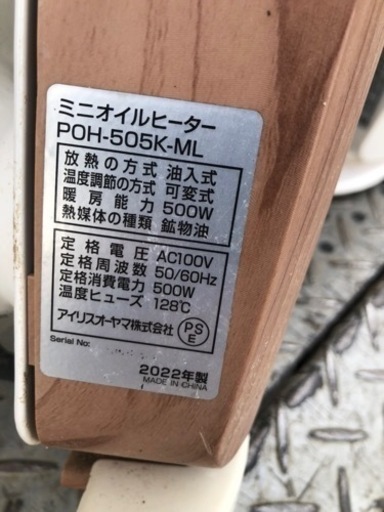 ミニオイルヒーター
POH-505K-ML
放熱の方式 油入式
温度調節の方式 可変式
暖房能力 500W
熱媒体の種類 鉱物油
定格電圧 AC100V
定格周波数 50/60Hz
定格消費電力 500W
温度ヒューズ 128℃
アイリスオーヤマ株式会社
PSE
Serial No:
2022年製
MADE IN CHINA